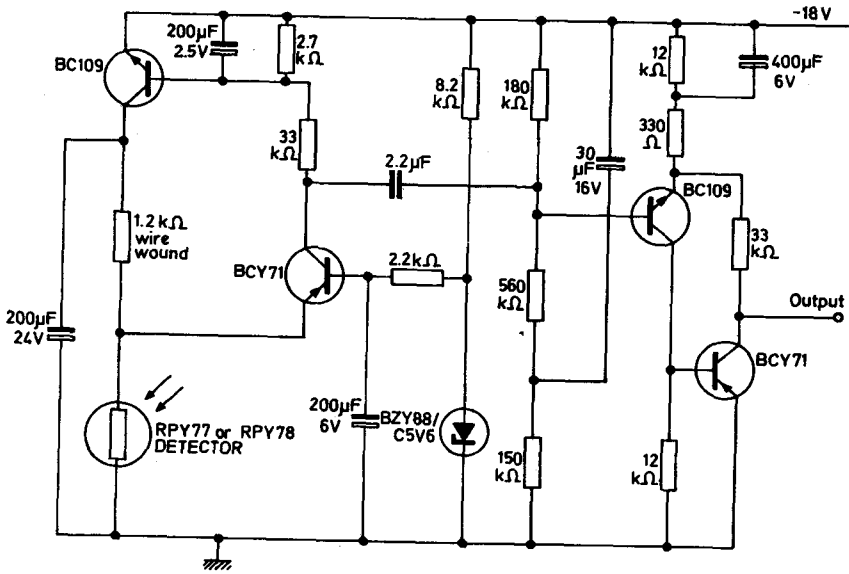 -18V
200µF
2.5V
2.7
kΩ
BC109
8.2
kΩ
180
kΩ
12
kΩ
400µF
6V
33
kΩ
330
Ω
2.2µF
30
µF
16V
BC109
1.2kΩ
wire
wound
BCY71
2.2kΩ
33
kΩ
560
kΩ
Output
200µF
24V
BCY71
RPY77 or RPY78
DETECTOR
200µF
6V
BZY88/
C5V6
150
kΩ
12
kΩ